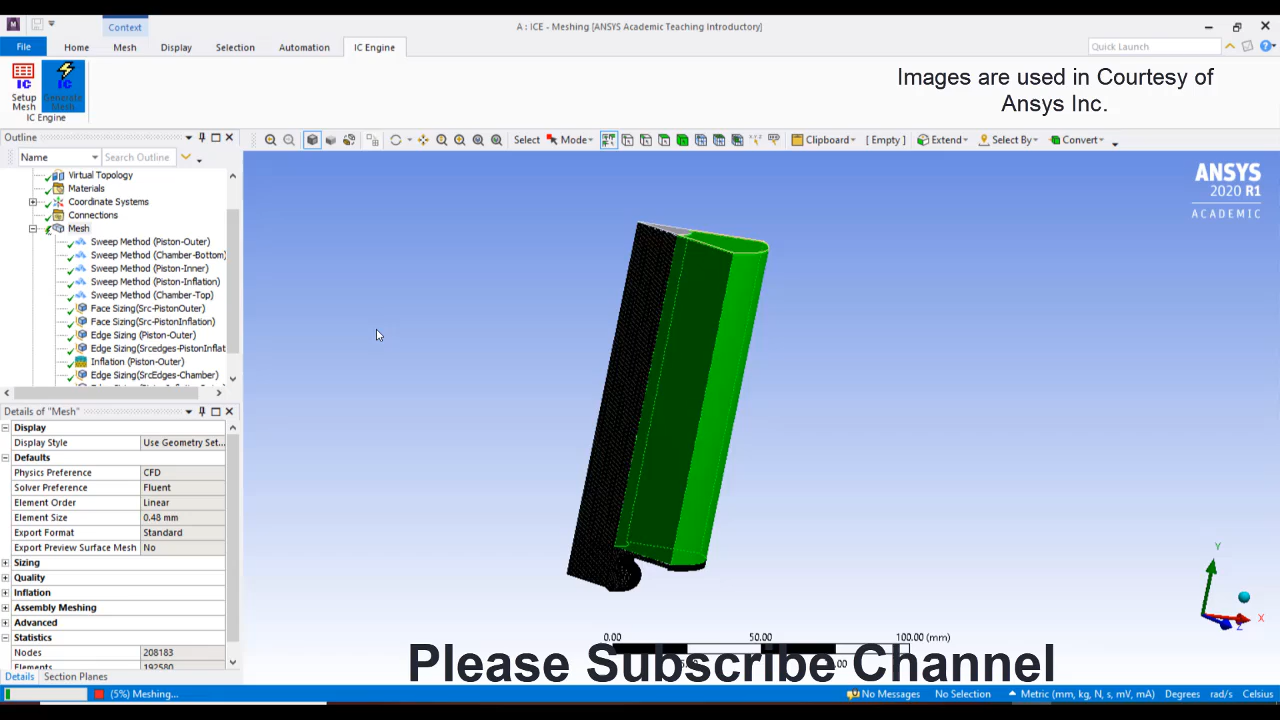 Context
A : ICE - Meshing [ANSYS Academic Teaching Introductory]
File Home Mesh Display Selection Automation IC Engine
Quick Launch
IC IC
Setup Mesh
Generate Mesh
IC Engine
Images are used in Courtesy of
Ansys Inc.
Outline
Name Search Outline
Select Mode Clipboard [ Empty ] Extend Select By Convert
Virtual Topology
Materials
Coordinate Systems
Connections
Mesh
Sweep Method (Piston-Outer)
Sweep Method (Chamber-Bottom)
Sweep Method (Piston-Inner)
Sweep Method (Piston-Inflation)
Sweep Method (Chamber-Top)
Face Sizing(Src-PistonOuter)
Face Sizing(Src-PistonInflation)
Edge Sizing (Piston-Outer)
Edge Sizing(Srcedges-PistonInflat
Inflation (Piston-Outer)
Edge Sizing(SrcEdges-Chamber)
ANSYS
2020 R1
ACADEMIC
Details of "Mesh"
Display
Display Style Use Geometry Set...
Defaults
Physics Preference CFD
Solver Preference Fluent
Element Order Linear
Element Size 0.48 mm
Export Format Standard
Export Preview Surface Mesh No
Sizing
Quality
Inflation
Assembly Meshing
Advanced
Statistics
Nodes 208183
Elements 192580
Y
X
Z
0.00 50.00 100.00 (mm)
Please Subscribe Channel
Details Section Planes
(5%) Meshing... No Messages No Selection Metric (mm, kg, N, s, mV, mA) Degrees rad/s Celsius